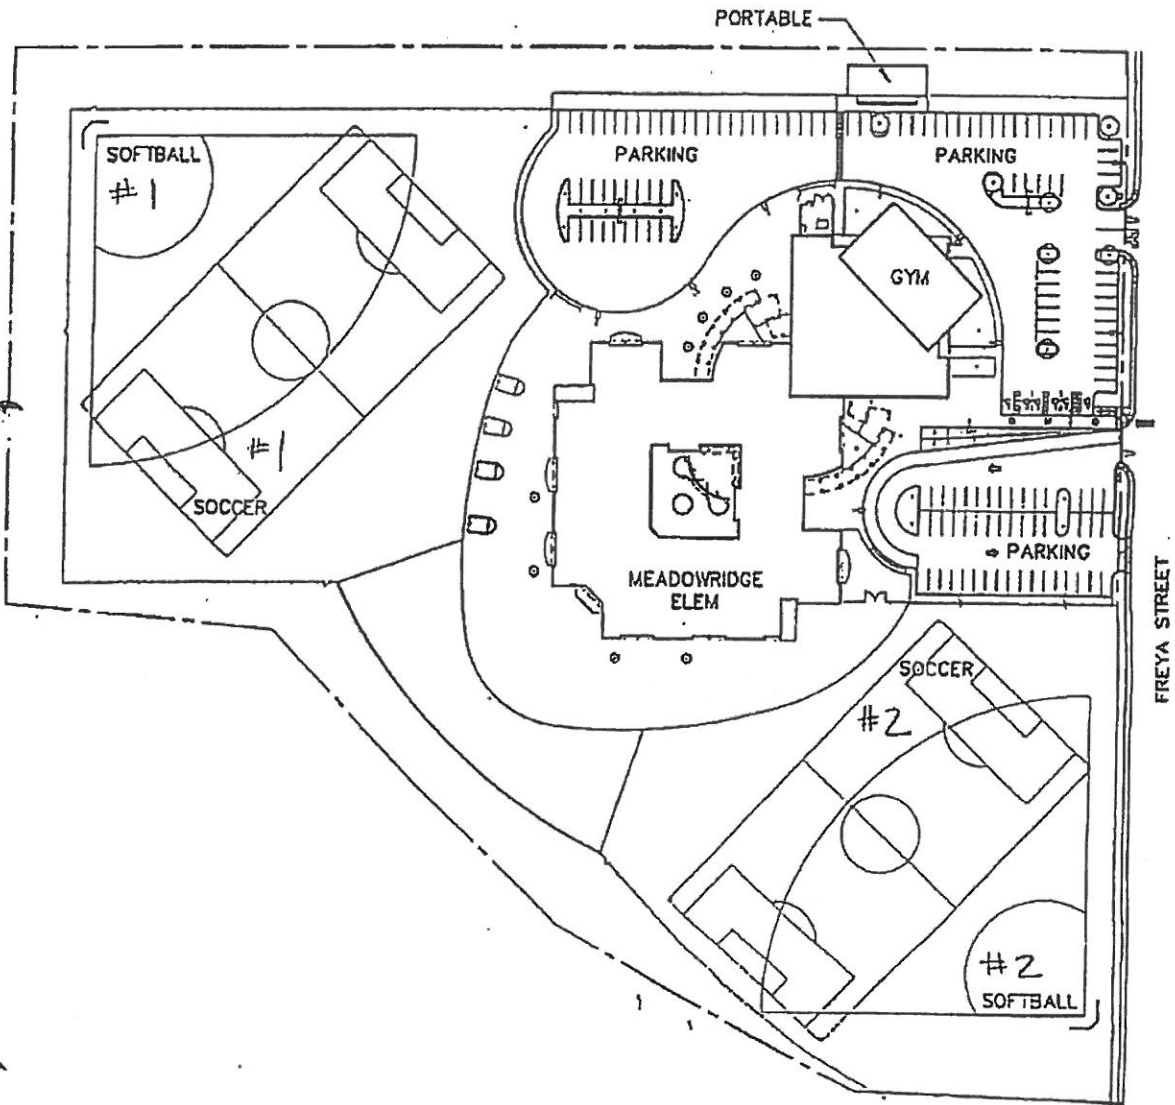 PORTABLE
SOFTBALL
#1
PARKING
PARKING
GYM
#1
SOCCER
PARKING
MEADOWRIDGE
ELEM
FREYA STREET
SOCCER
#2
#2
SOFTBALL